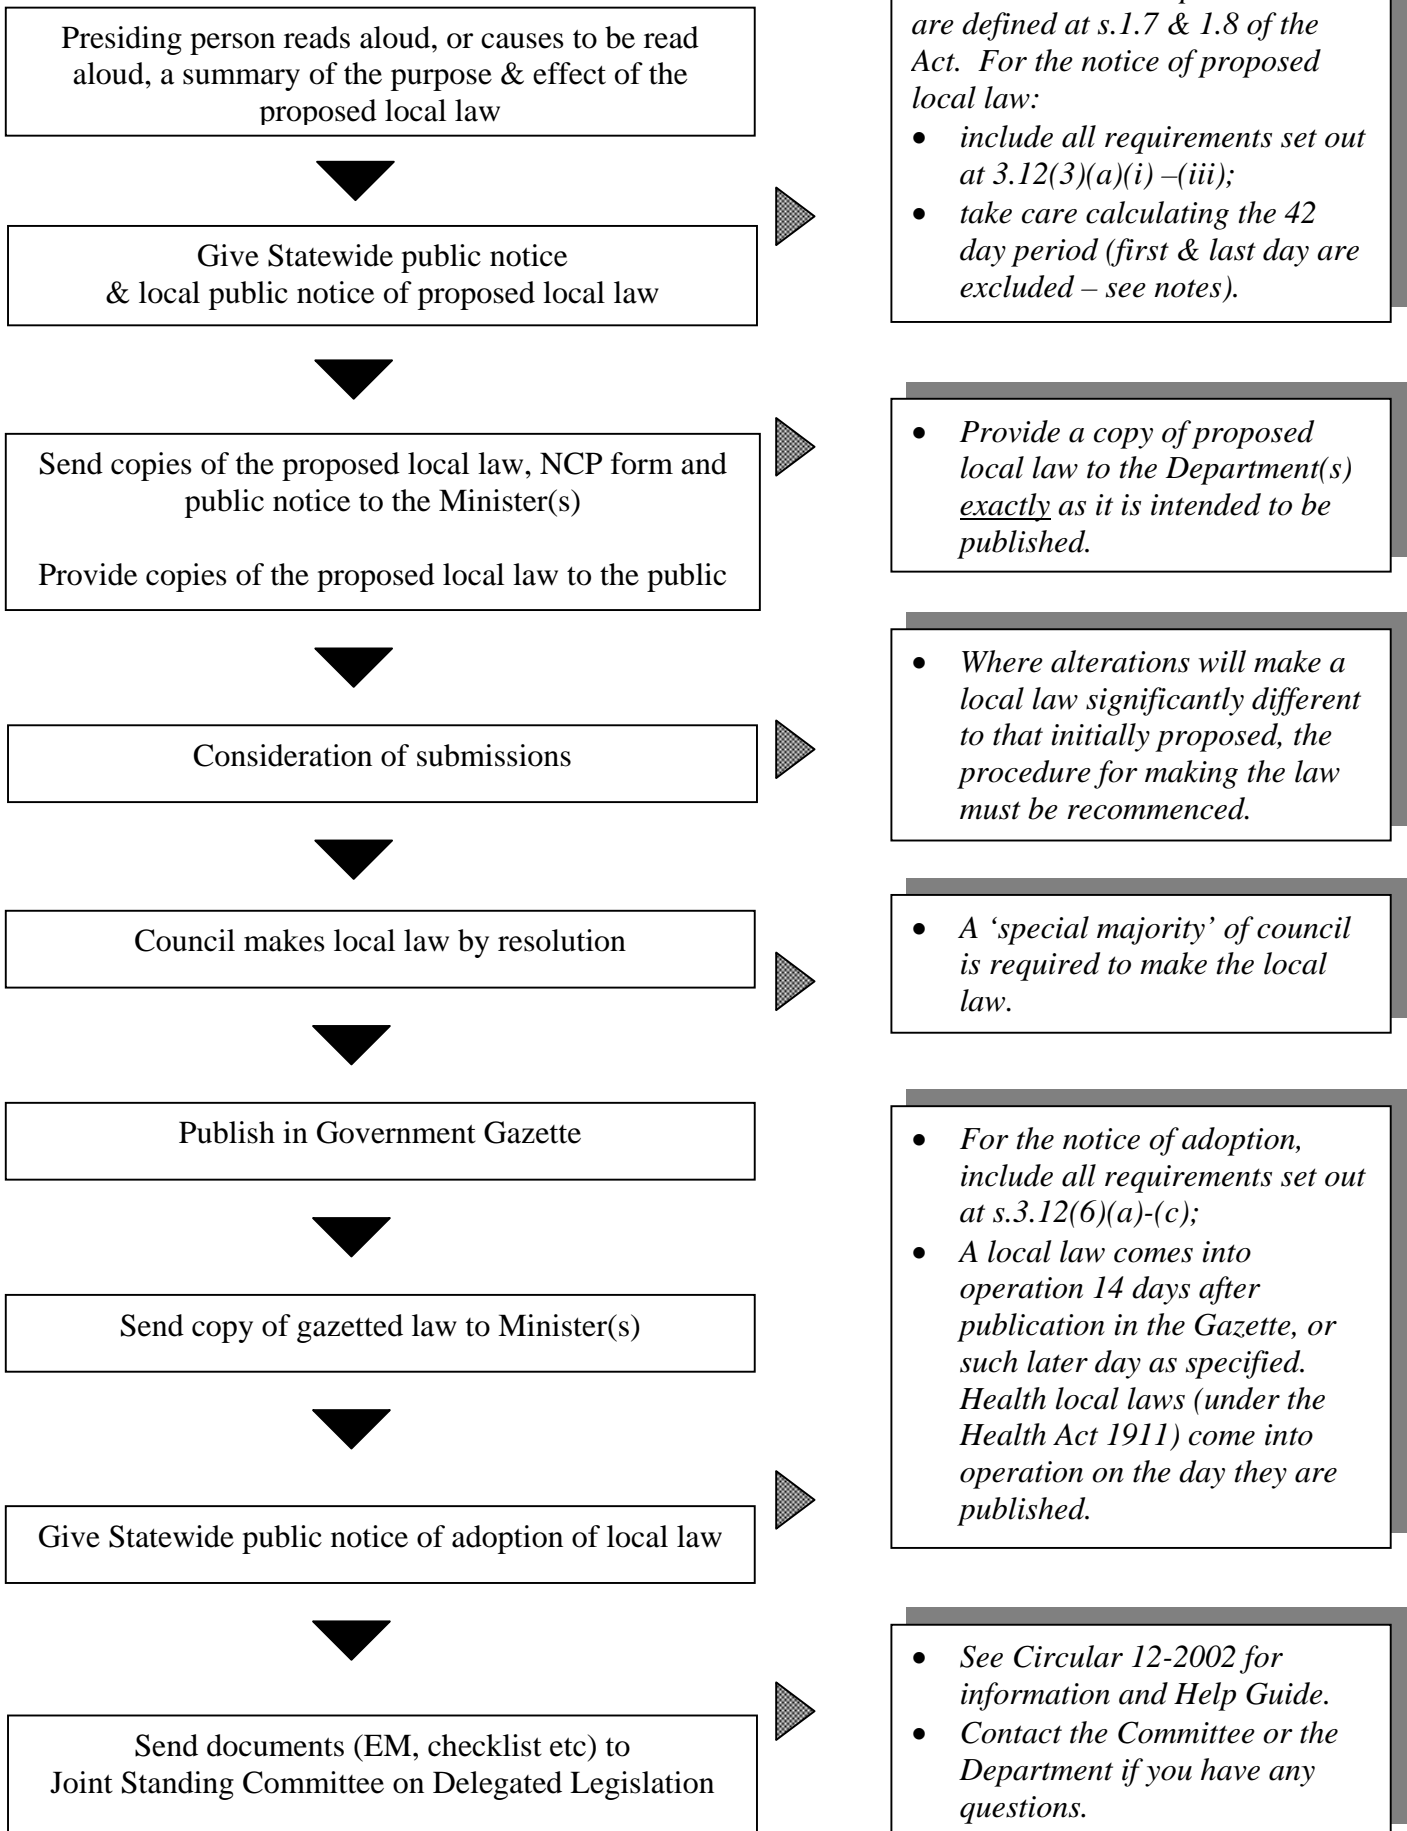 Presiding person reads aloud, or causes to be read
aloud, a summary of the purpose & effect of the
proposed local law
are defined at s.1.7 & 1.8 of the
Act. For the notice of proposed
local law:
• include all requirements set out
at 3.12(3)(a)(i) –(iii);
• take care calculating the 42
day period (first & last day are
excluded – see notes).
Give Statewide public notice
& local public notice of proposed local law
Send copies of the proposed local law, NCP form and
public notice to the Minister(s)
Provide copies of the proposed local law to the public
• Provide a copy of proposed
local law to the Department(s)
exactly as it is intended to be
published.
Consideration of submissions
• Where alterations will make a
local law significantly different
to that initially proposed, the
procedure for making the law
must be recommenced.
Council makes local law by resolution
• A ‘special majority’ of council
is required to make the local
law.
Publish in Government Gazette
Send copy of gazetted law to Minister(s)
Give Statewide public notice of adoption of local law
• For the notice of adoption,
include all requirements set out
at s.3.12(6)(a)-(c);
• A local law comes into
operation 14 days after
publication in the Gazette, or
such later day as specified.
Health local laws (under the
Health Act 1911) come into
operation on the day they are
published.
Send documents (EM, checklist etc) to
Joint Standing Committee on Delegated Legislation
• See Circular 12-2002 for
information and Help Guide.
• Contact the Committee or the
Department if you have any
questions.